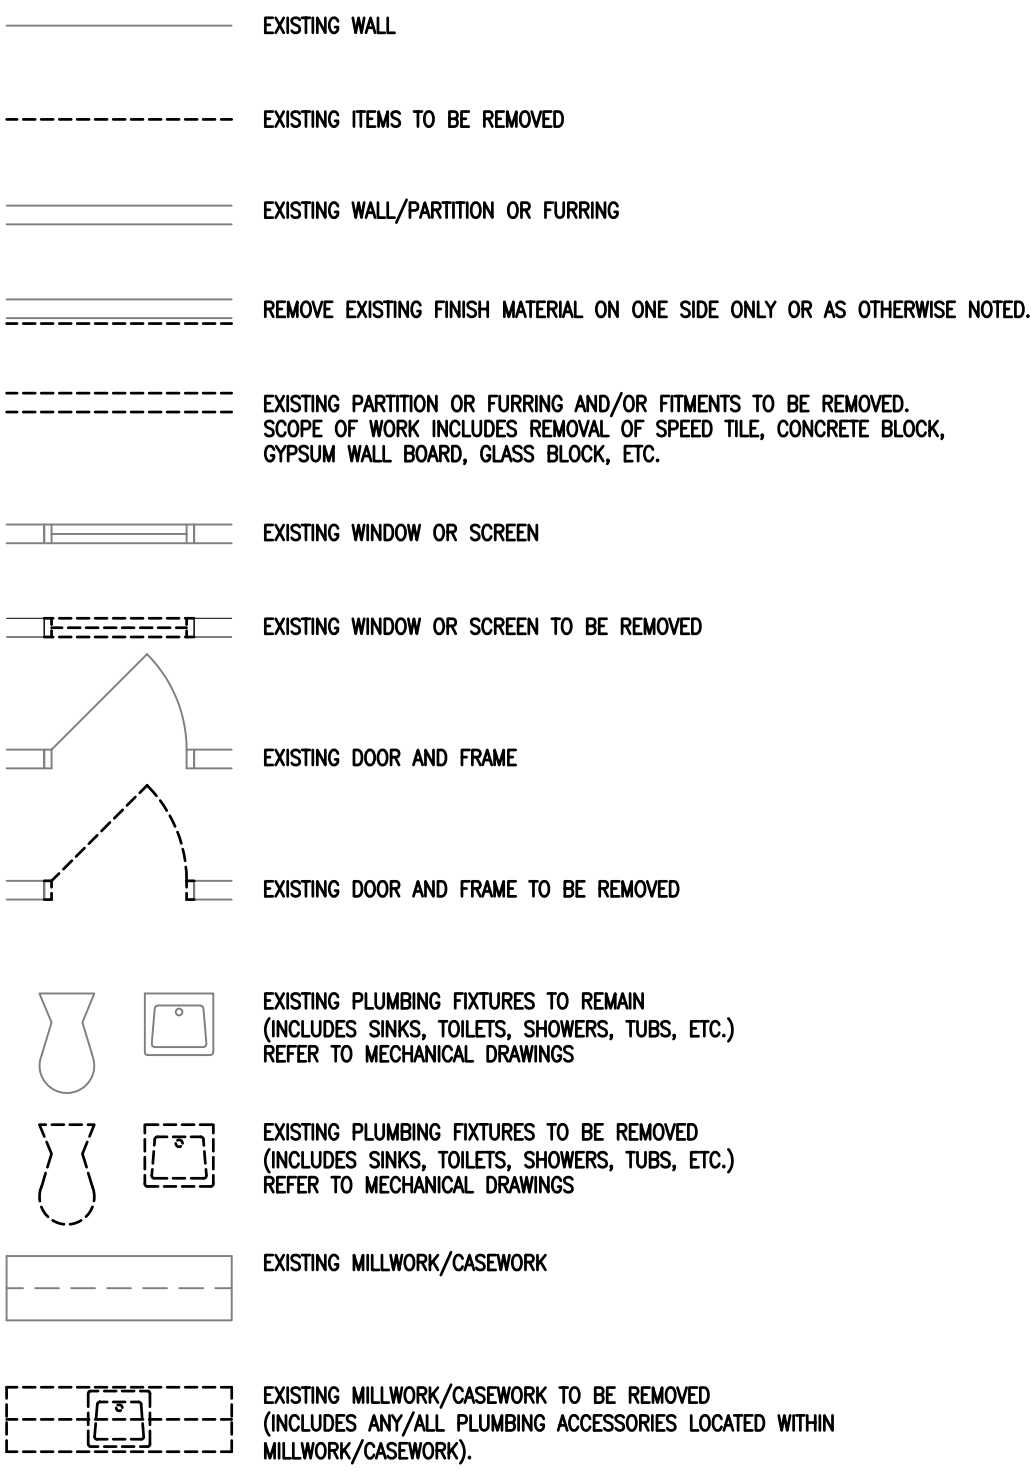 EXISTING WALL
EXISTING ITEMS TO BE REMOVED
EXISTING WALL/PARTITION OR FURRING
REMOVE EXISTING FINISH MATERIAL ON ONE SIDE ONLY OR AS OTHERWISE NOTED.
EXISTING PARTITION OR FURRING AND/OR FITMENTS TO BE REMOVED.
SCOPE OF WORK INCLUDES REMOVAL OF SPEED TILE, CONCRETE BLOCK,
GYPSUM WALL BOARD, GLASS BLOCK, ETC.
EXISTING WINDOW OR SCREEN
EXISTING WINDOW OR SCREEN TO BE REMOVED
EXISTING DOOR AND FRAME
EXISTING DOOR AND FRAME TO BE REMOVED
EXISTING PLUMBING FIXTURES TO REMAIN
(INCLUDES SINKS, TOILETS, SHOWERS, TUBS, ETC.)
REFER TO MECHANICAL DRAWINGS
EXISTING PLUMBING FIXTURES TO BE REMOVED
(INCLUDES SINKS, TOILETS, SHOWERS, TUBS, ETC.)
REFER TO MECHANICAL DRAWINGS
EXISTING MILLWORK/CASEWORK
EXISTING MILLWORK/CASEWORK TO BE REMOVED
(INCLUDES ANY/ALL PLUMBING ACCESSORIES LOCATED WITHIN
MILLWORK/CASEWORK).